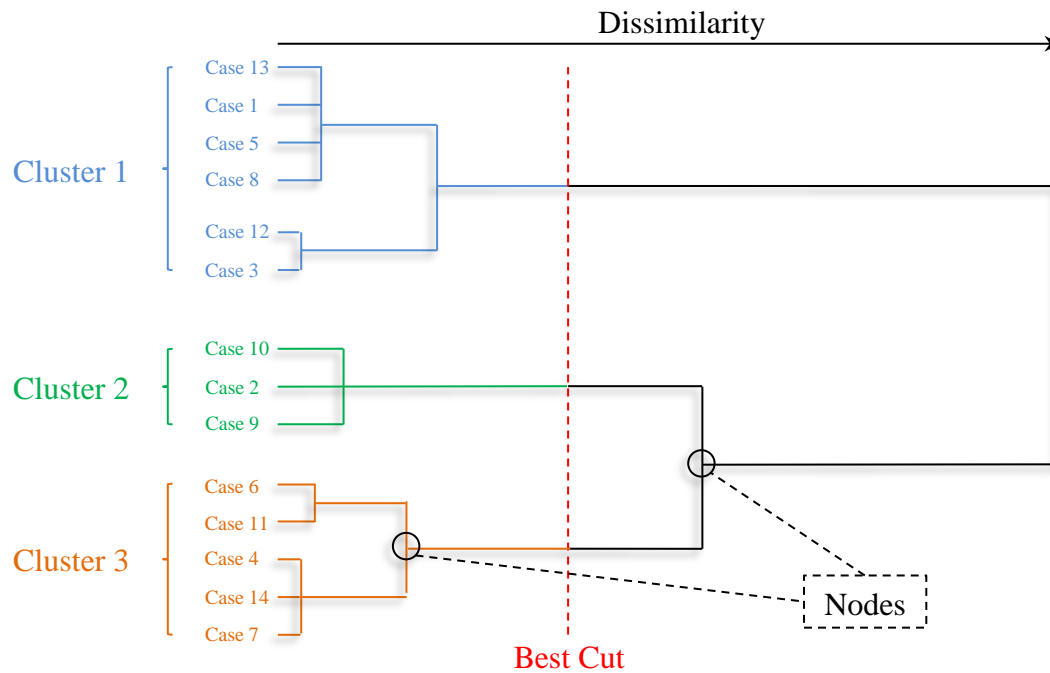 Dissimilarity
Case 13
Case 1
Case 5
Cluster 1
Case 8
Case 12
Case 3
Case 10
Cluster 2
Case 2
Case 9
Case 6
Case 11
Cluster 3
Case 4
Case 14
Case 7
Nodes
Best Cut